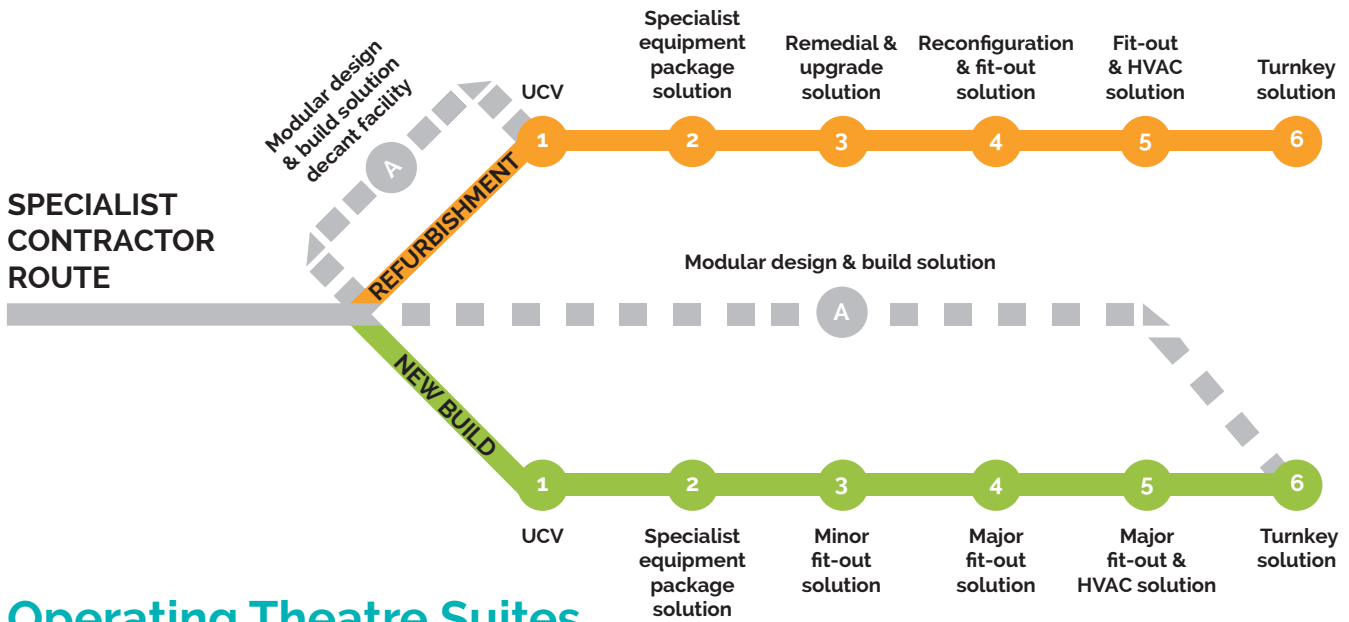 Modular design
& build solution
decant facility
A
UCV
Specialist
equipment
package
solution
Remedial &
upgrade
solution
Reconfiguration
& fit-out
solution
Fit-out
& HVAC
solution
Turnkey
solution
1
2
3
4
5
6
REFURBISHMENT
SPECIALIST
CONTRACTOR
ROUTE
Modular design & build solution
A
NEW BUILD
1
2
3
4
5
6
UCV
Specialist
equipment
package
solution
Minor
fit-out
solution
Major
fit-out
solution
Major
fit-out &
HVAC solution
Turnkey
solution
Operating Theatre Suites